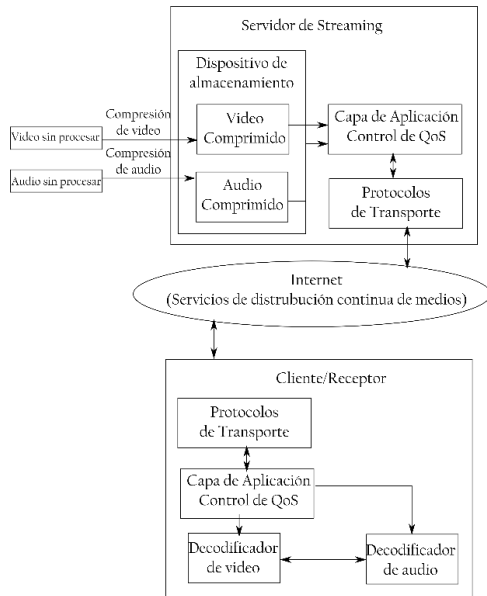 Servidor de Streaming
Dispositivo de
almacenamiento
Compresión
de video
Video sin procesar
Video
Comprimido
Capa de Aplicación
Control de QoS
Compresión
de audio
Audio sin procesar
Audio
Comprimido
Protocolos
de Transporte
Internet
(Servicios de distrubución continua de medios)
Cliente/Receptor
Protocolos
de Transporte
Capa de Aplicación
Control de QoS
Decodificador
de video
Decodificador
de audio